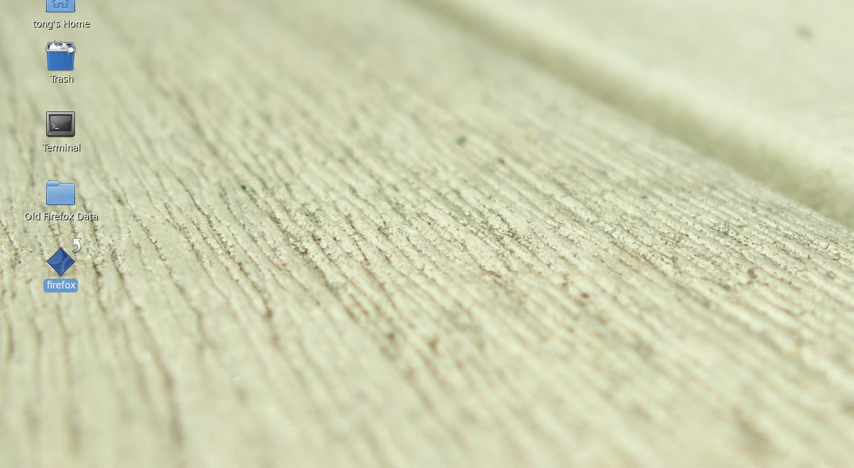 tong's Home
Trash
Terminal
Old Firefox Data
firefox